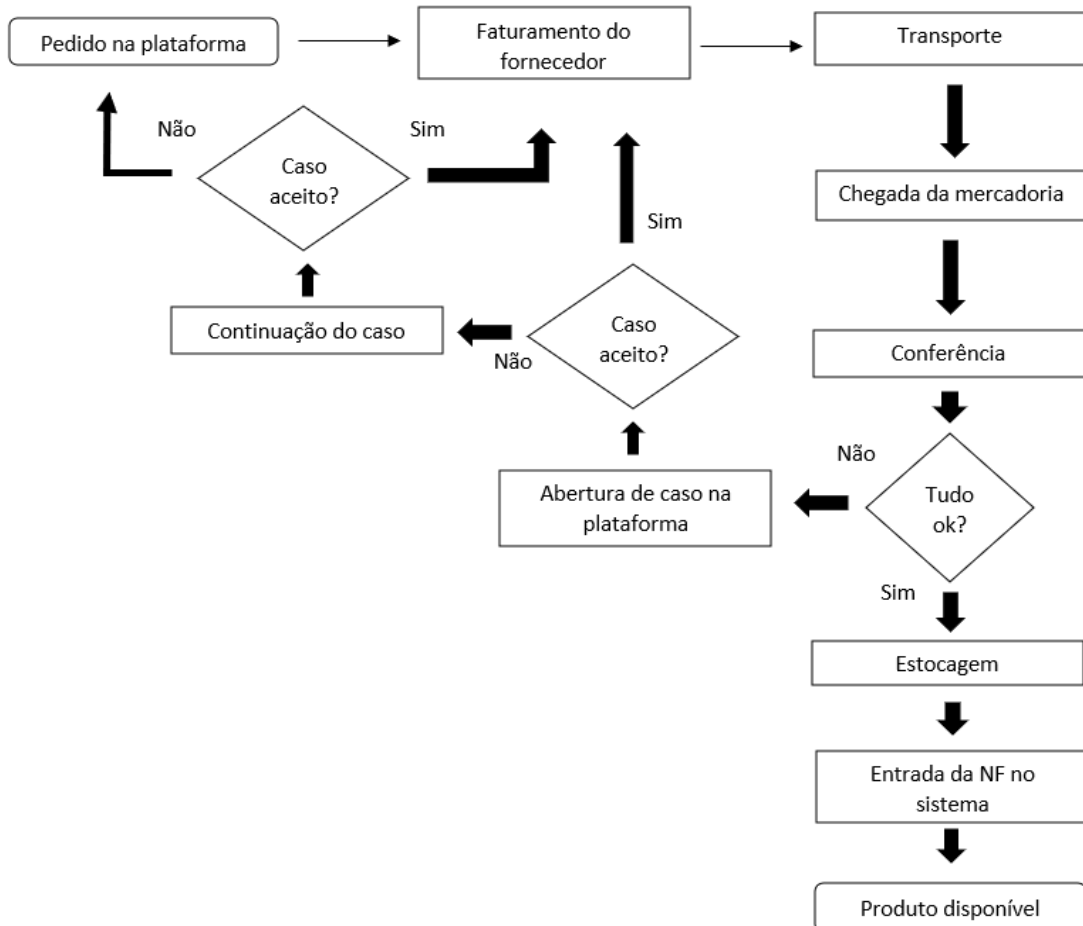 Pedido na plataforma
Faturamento do
fornecedor
Transporte
Não
Sim
Caso
aceito?
Chegada da mercadoria
Sim
Continuação do caso
Caso
aceito?
Não
Conferência
Não
Abertura de caso na
plataforma
Tudo
ok?
Sim
Estocagem
Entrada da NF no
sistema
Produto disponível